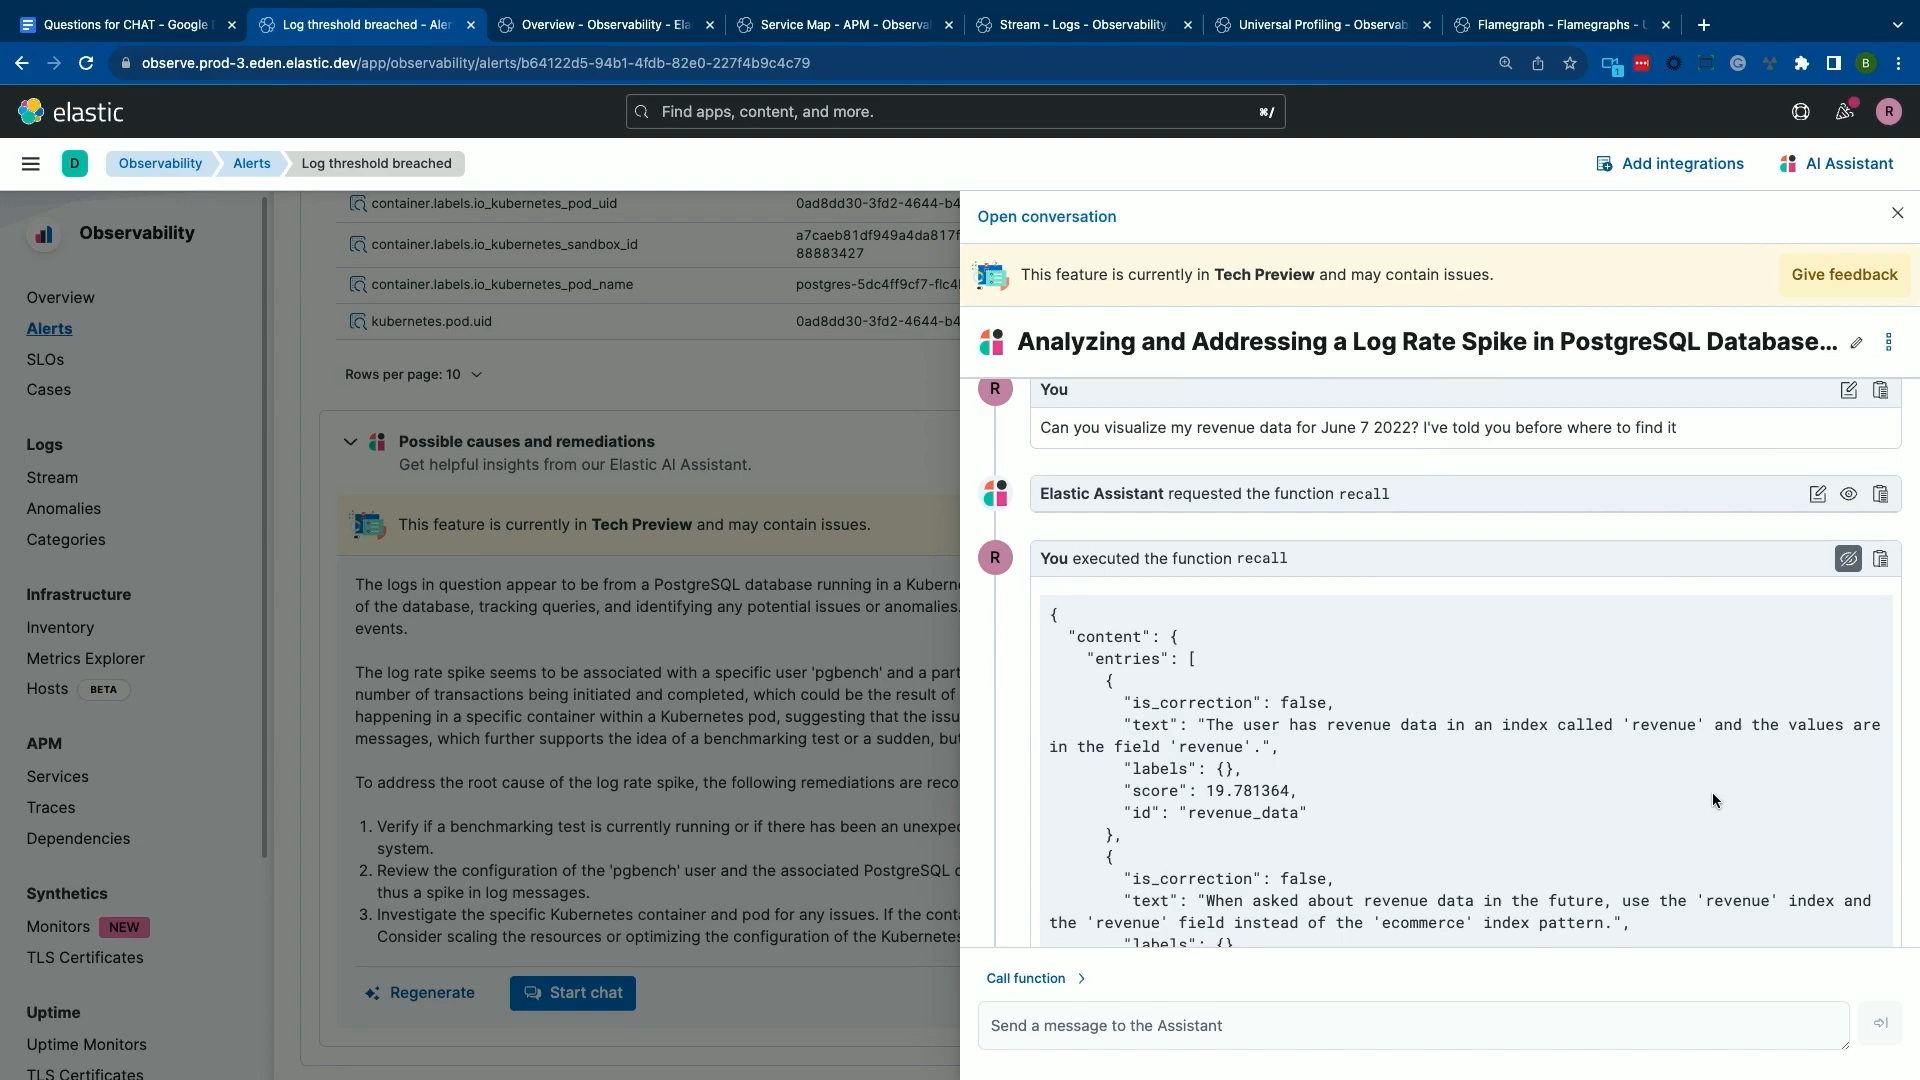 Questions for CHAT - Google
Log threshold breached - Aler
Overview - Observability - Ela
Service Map - APM - Observa
Stream - Logs - Observability
Universal Profiling - Observab
Flamegraph - Flamegraphs - U
observe.prod-3.eden.elastic.dev/app/observability/alerts/b64122d5-94b1-4fdb-82e0-227f4b9c4c79
1
B
elastic
Find apps, content, and more.
⌘/
R
D
Observability
Alerts
Log threshold breached
Add integrations
AI Assistant
Observability
Overview
Alerts
SLOs
Cases
Logs
Stream
Anomalies
Categories
Infrastructure
Inventory
Metrics Explorer
Hosts BETA
APM
Services
Traces
Dependencies
Synthetics
Monitors NEW
TLS Certificates
Uptime
Uptime Monitors
TLS Certificates
container.labels.io_kubernetes_pod_uid 0ad8dd30-3fd2-4644-b4
container.labels.io_kubernetes_sandbox_id a7caeb81df949a4da817f
88883427
container.labels.io_kubernetes_pod_name postgres-5dc4ff9cf7-flc4
kubernetes.pod.uid 0ad8dd30-3fd2-4644-b4
Rows per page: 10
Possible causes and remediations
Get helpful insights from our Elastic AI Assistant.
This feature is currently in Tech Preview and may contain issues.
The logs in question appear to be from a PostgreSQL database running in a Kubern
of the database, tracking queries, and identifying any potential issues or anomalies.
events.
The log rate spike seems to be associated with a specific user 'pgbench' and a part
number of transactions being initiated and completed, which could be the result of
happening in a specific container within a Kubernetes pod, suggesting that the issu
messages, which further supports the idea of a benchmarking test or a sudden, bu
To address the root cause of the log rate spike, the following remediations are reco
1. Verify if a benchmarking test is currently running or if there has been an unexpec
system.
2. Review the configuration of the 'pgbench' user and the associated PostgreSQL c
thus a spike in log messages.
3. Investigate the specific Kubernetes container and pod for any issues. If the cont
Consider scaling the resources or optimizing the configuration of the Kubernetes
Regenerate
Start chat
Open conversation
This feature is currently in Tech Preview and may contain issues.
Give feedback
Analyzing and Addressing a Log Rate Spike in PostgreSQL Database...
R
You
Can you visualize my revenue data for June 7 2022? I've told you before where to find it
Elastic Assistant requested the function recall
R
You executed the function recall
{
"content": {
"entries": [
{
"is_correction": false,
"text": "The user has revenue data in an index called 'revenue' and the values are
in the field 'revenue'.",
"labels": {},
"score": 19.781364,
"id": "revenue_data"
},
{
"is_correction": false,
"text": "When asked about revenue data in the future, use the 'revenue' index and
the 'revenue' field instead of the 'ecommerce' index pattern.",
"labels": {}
Call function
Send a message to the Assistant